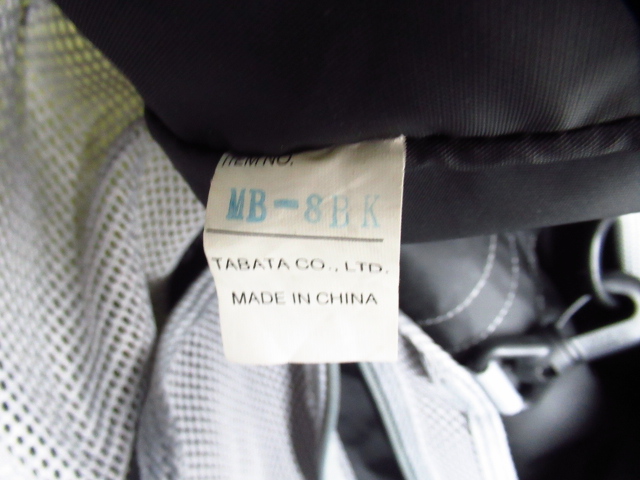 ITEM NO.
MB-8BK
TABATA CO., LTD.
MADE IN CHINA